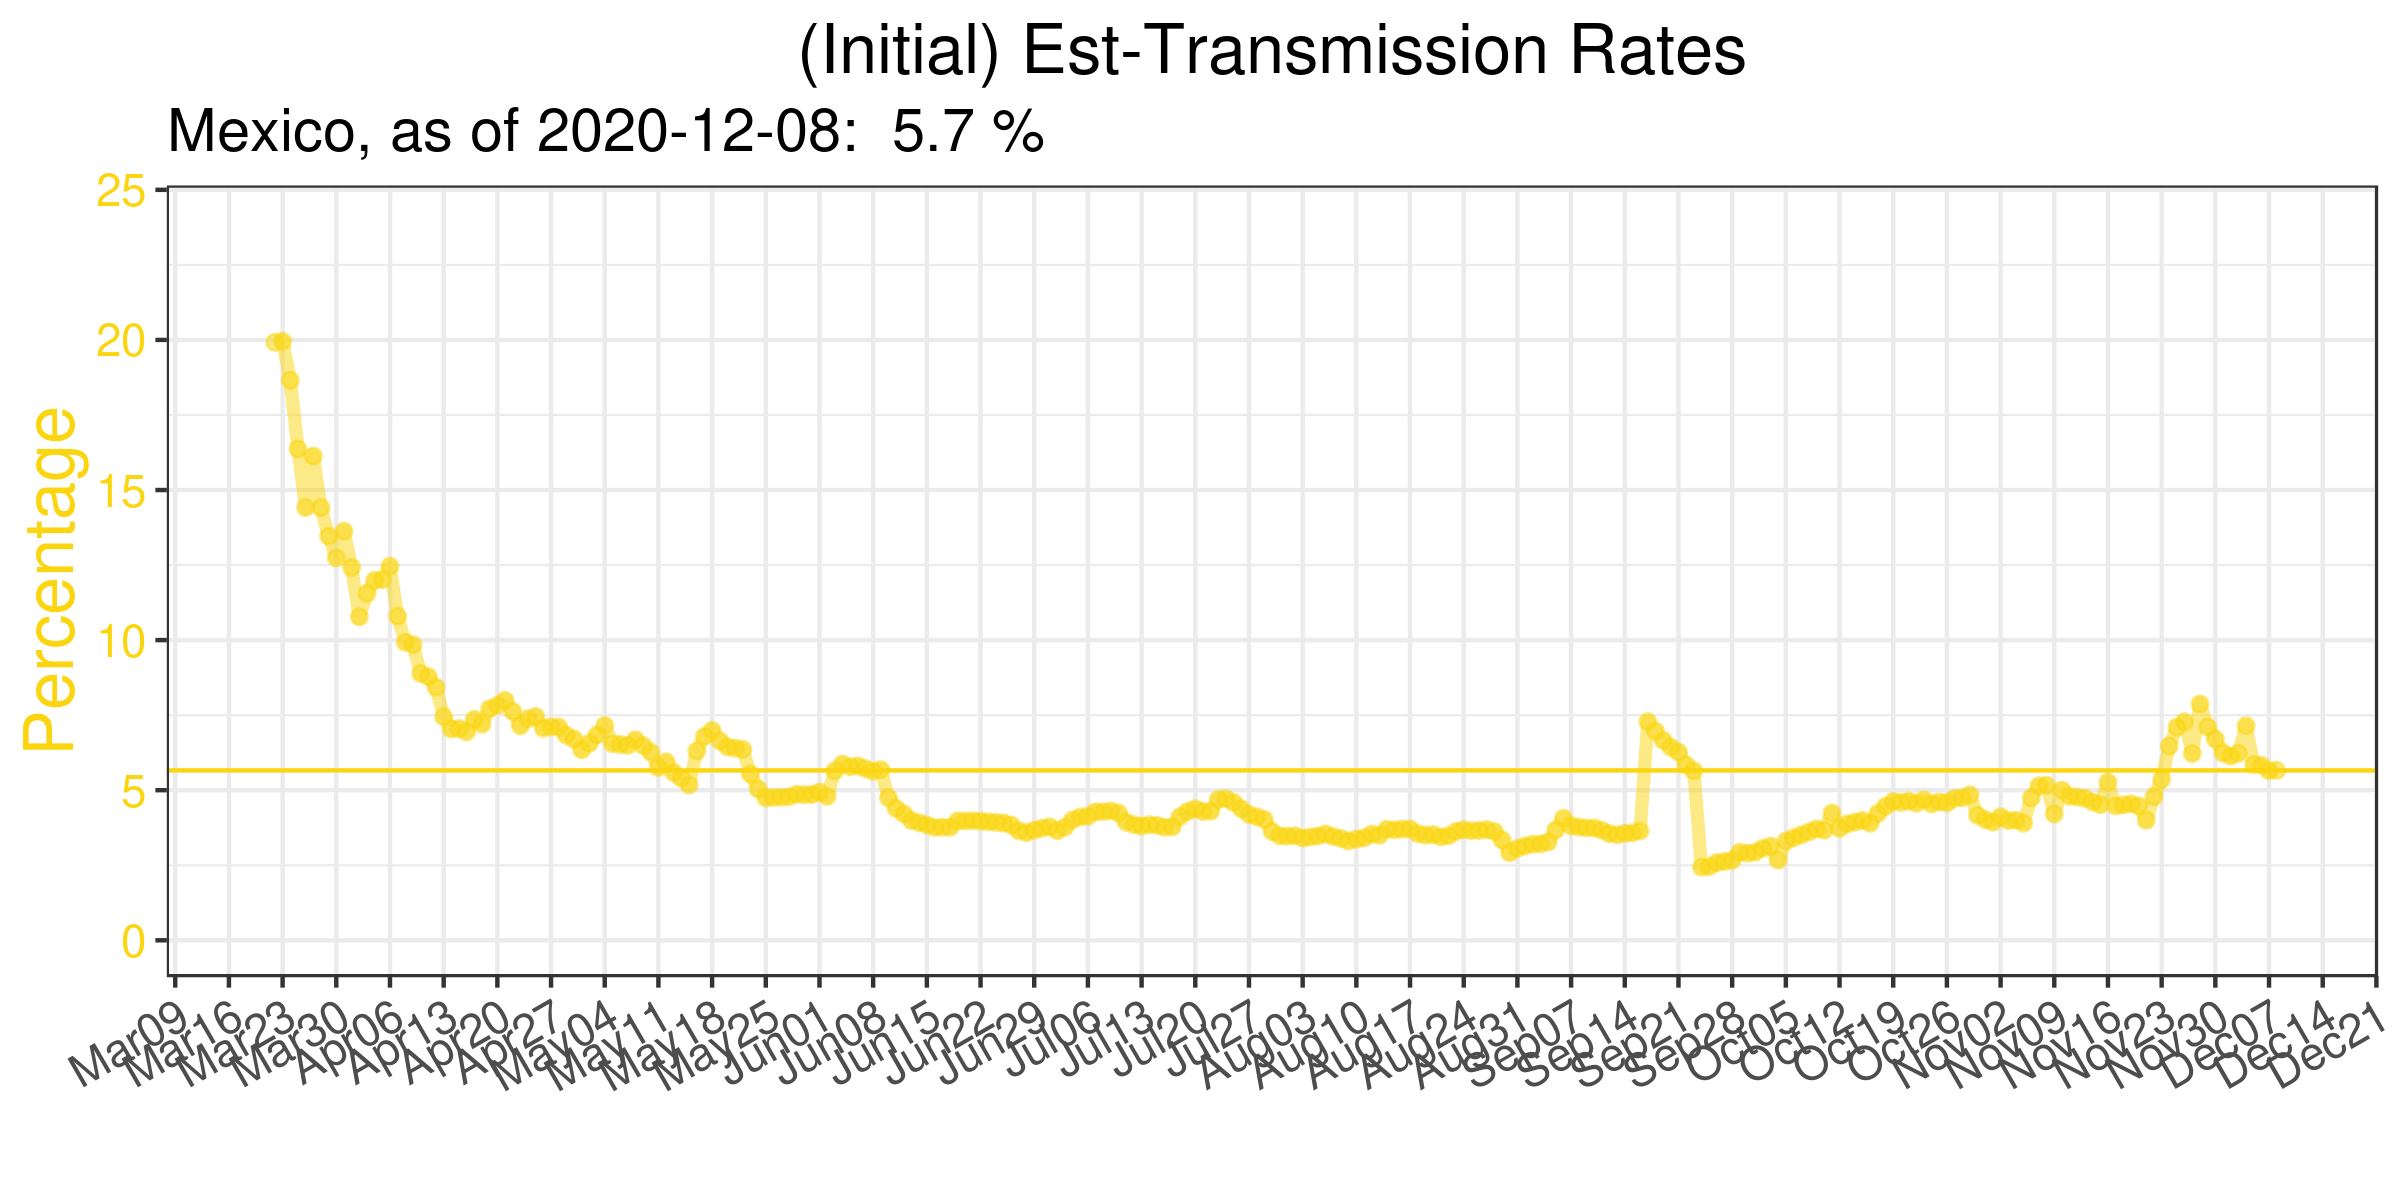 (Initial) Est-Transmission Rates
Mexico, as of 2020-12-08:  5.7 %
Percentage
25
20
15
10
5
0
Mar09
Mar16
Mar23
Mar30
Apr06
Apr13
Apr20
Apr27
May04
May11
May18
May25
Jun01
Jun08
Jun15
Jun22
Jun29
Jul06
Jul13
Jul20
Jul27
Aug03
Aug10
Aug17
Aug24
Aug31
Sep07
Sep14
Sep21
Sep28
Oct05
Oct12
Oct19
Oct26
Nov02
Nov09
Nov16
Nov23
Nov30
Dec07
Dec14
Dec21